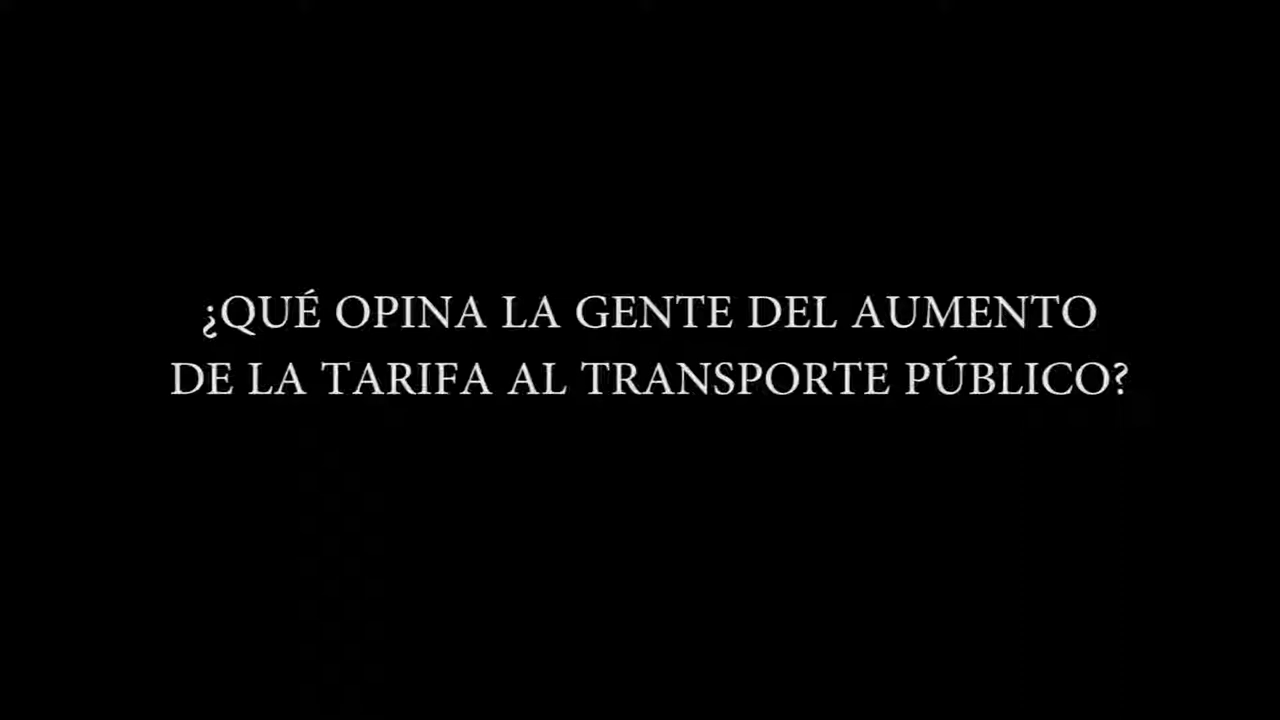 ¿QUÉ OPINA LA GENTE DEL AUMENTO
DE LA TARIFA AL TRANSPORTE PÚBLICO?